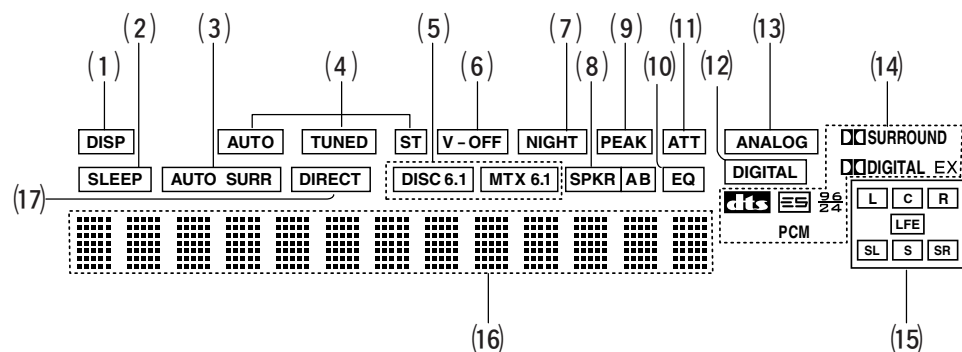 (2) (3) (5) (7) (9) (11) (13)
(1) (4) (6) (8) (10) (12) (14)
DISP AUTO TUNED ST V-OFF NIGHT PEAK ATT ANALOG SURROUND
SLEEP AUTO SURR DIRECT DISC 6.1 MTX 6.1 SPKR AB EQ DIGITAL DIGITAL EX
(17)
dts ES 96/24 L C R
PCM LFE
SL S SR
(16) (15)